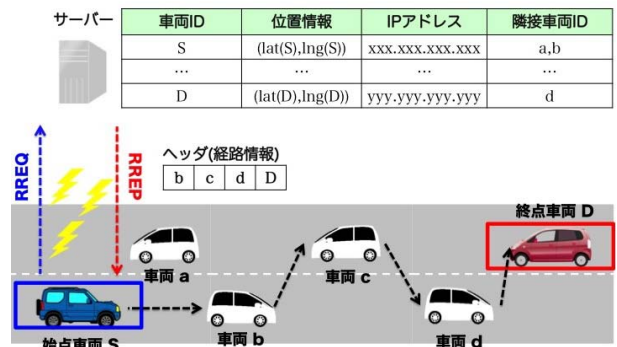 サーバー
車両ID 位置情報 IPアドレス 隣接車両ID
S (lat(S),lng(S)) xxx.xxx.xxx.xxx a,b
… … … …
D (lat(D),lng(D)) yyy.yyy.yyy.yyy d
RREQ
RREP
ヘッダ(経路情報)
b c d D
終点車両 D
車両 a
車両 c
始点車両 S
車両 b
車両 d